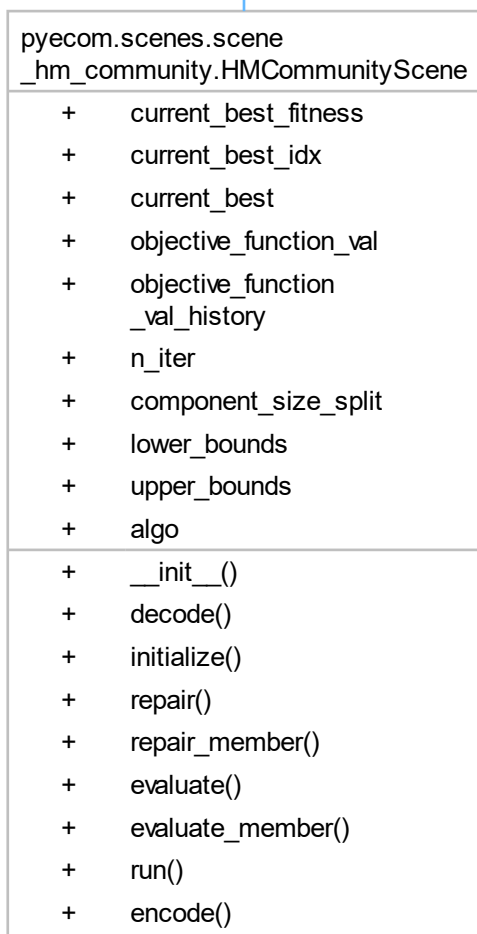 pyecom.scenes.scene
_hm_community.HMCommunityScene
+ current_best_fitness
+ current_best_idx
+ current_best
+ objective_function_val
+ objective_function
_val_history
+ n_iter
+ component_size_split
+ lower_bounds
+ upper_bounds
+ algo
+ __init__()
+ decode()
+ initialize()
+ repair()
+ repair_member()
+ evaluate()
+ evaluate_member()
+ run()
+ encode()